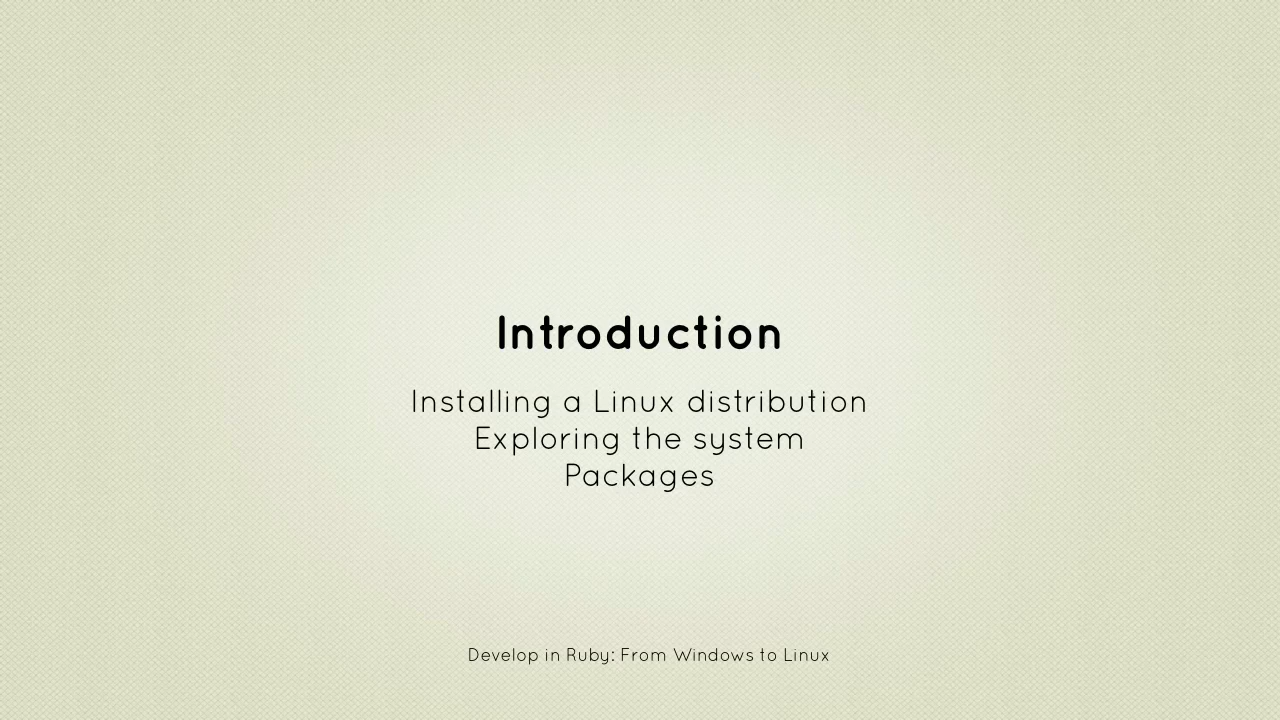 Introduction
Installing a Linux distribution
Exploring the system
Packages
Develop in Ruby: From Windows to Linux